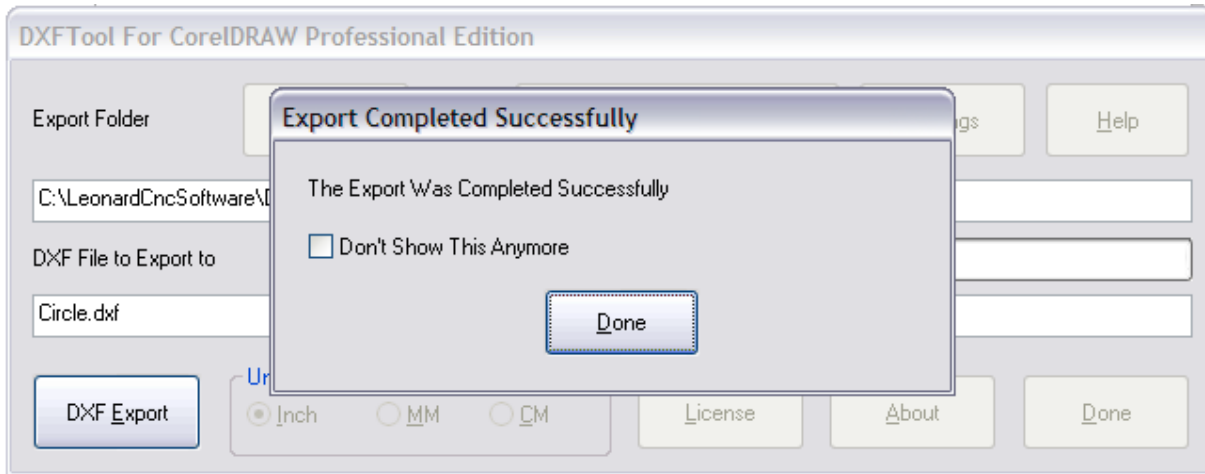 DXFTool For CorelDRAW Professional Edition
Export Folder
Help
Export Completed Successfully
The Export Was Completed Successfully
Don't Show This Anymore
Done
C:\LeonardCncSoftware\
DXF File to Export to
Circle.dxf
DXF Export
Inch
MM
CM
License
About
Done